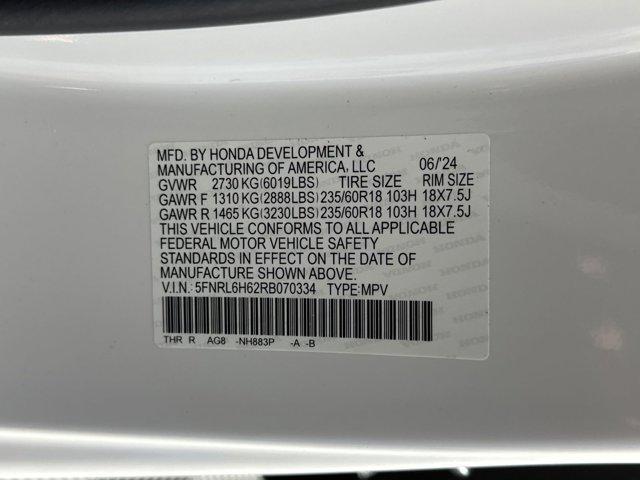 MFD. BY HONDA DEVELOPMENT &
MANUFACTURING OF AMERICA, LLC 06/'24
GVWR 2730 KG(6019LBS) TIRE SIZE RIM SIZE
GAWR F 1310 KG(2888LBS) 235/60R18 103H 18X7.5J
GAWR R 1465 KG(3230LBS) 235/60R18 103H 18X7.5J
THIS VEHICLE CONFORMS TO ALL APPLICABLE
FEDERAL MOTOR VEHICLE SAFETY
STANDARDS IN EFFECT ON THE DATE OF
MANUFACTURE SHOWN ABOVE.
V.I.N.: 5FNRL6H62RB070334 TYPE:MPV
THR R AG8 -NH883P -A -B